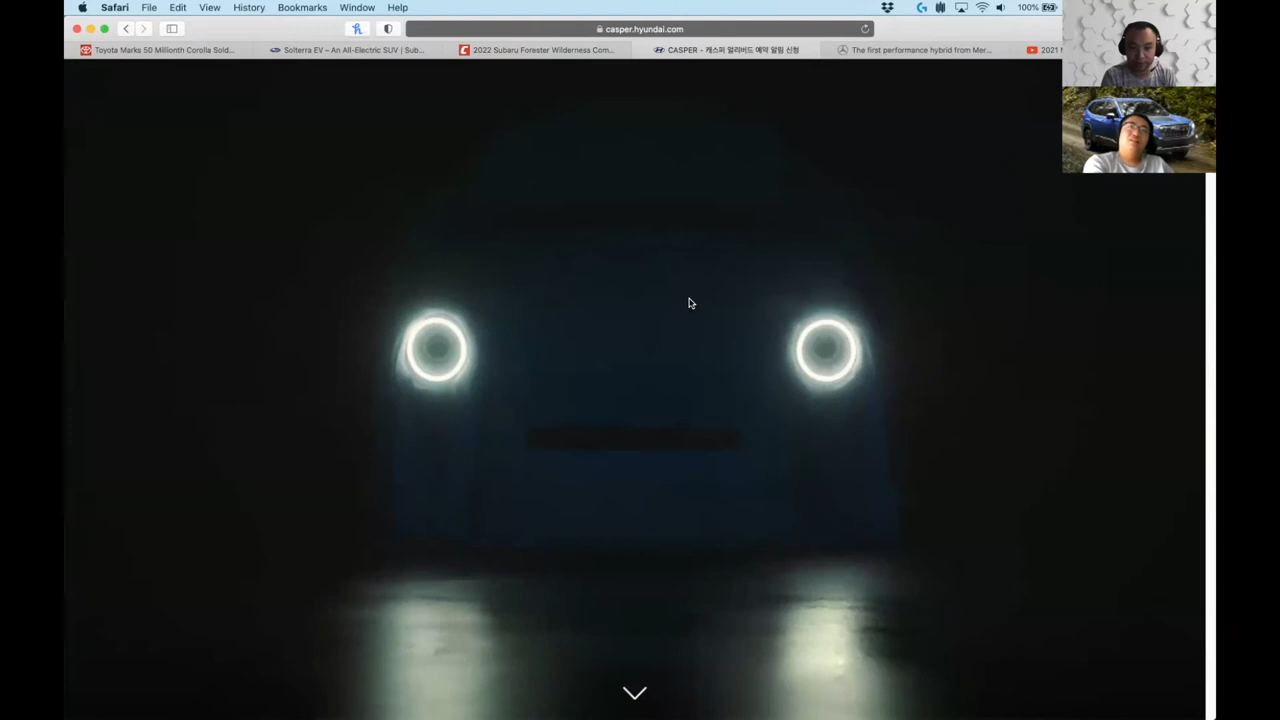 Safari File Edit View History Bookmarks Window Help 100%
casper.hyundai.com
Toyota Marks 50 Millionth Corolla Sold... Solterra EV – An All-Electric SUV | Sub... 2022 Subaru Forester Wilderness Com... CASPER - 캐스퍼 얼리버드 예약 알림 신청 The first performance hybrid from Mer... 2021 M